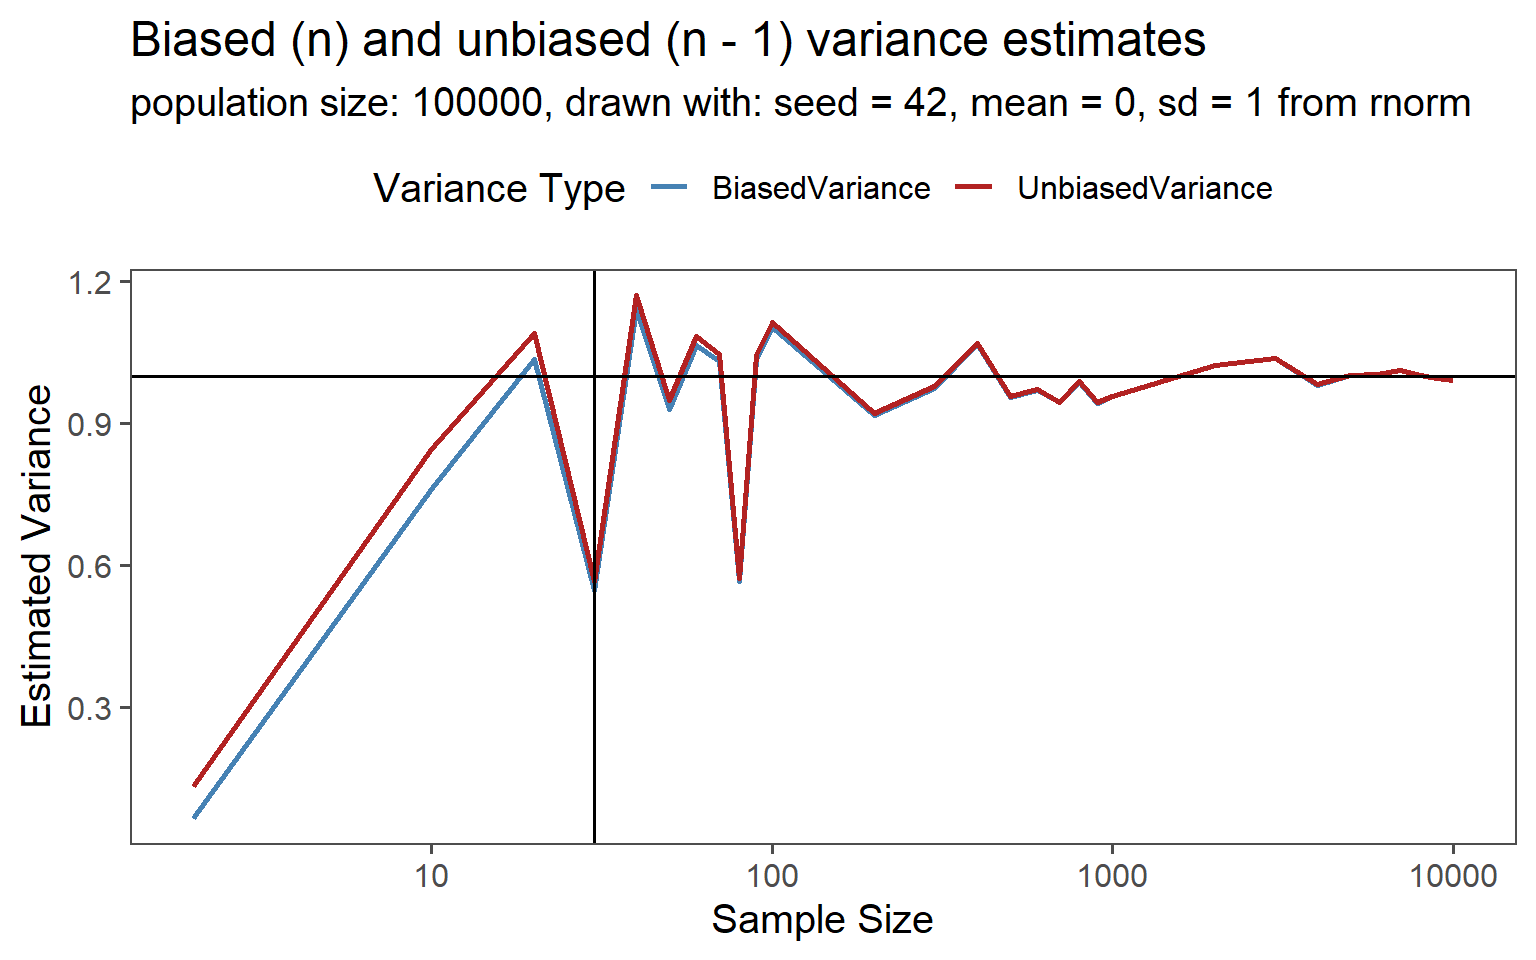 Biased (n) and unbiased (n - 1) variance estimates
population size: 100000, drawn with: seed = 42, mean = 0, sd = 1 from rnorm
Variance Type BiasedVariance UnbiasedVariance
1.2
0.9
0.6
0.3
Estimated Variance
10 100 1000 10000
Sample Size